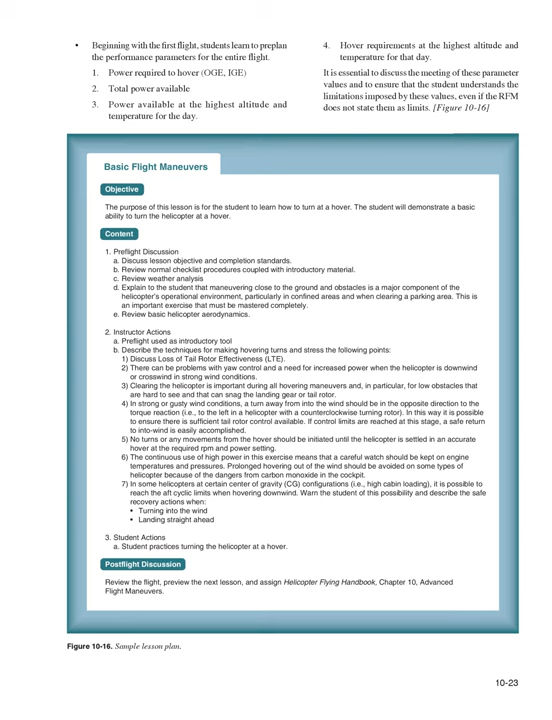 • Beginning with the first flight, students learn to preplan
the performance parameters for the entire flight.
1. Power required to hover (OGE, IGE)
2. Total power available
3. Power available at the highest altitude and
temperature for the day.
4. Hover requirements at the highest altitude and
temperature for that day.
It is essential to discuss the meeting of these parameter
values and to ensure that the student understands the
limitations imposed by these values, even if the RFM
does not state them as limits. [Figure 10-16]
Basic Flight Maneuvers
Objective
The purpose of this lesson is for the student to learn how to turn at a hover. The student will demonstrate a basic
ability to turn the helicopter at a hover.
Content
1. Preflight Discussion
a. Discuss lesson objective and completion standards.
b. Review normal checklist procedures coupled with introductory material.
c. Review weather analysis
d. Explain to the student that maneuvering close to the ground and obstacles is a major component of the
helicopter's operational environment, particularly in confined areas and when clearing a parking area. This is
an important exercise that must be mastered completely.
e. Review basic helicopter aerodynamics.
2. Instructor Actions
a. Preflight used as introductory tool
b. Describe the techniques for making hovering turns and stress the following points:
1) Discuss Loss of Tail Rotor Effectiveness (LTE).
2) There can be problems with yaw control and a need for increased power when the helicopter is downwind
or crosswind in strong wind conditions.
3) Clearing the helicopter is important during all hovering maneuvers and, in particular, for low obstacles that
are hard to see and that can snag the landing gear or tail rotor.
4) In strong or gusty wind conditions, a turn away from into the wind should be in the opposite direction to the
torque reaction (i.e., to the left in a helicopter with a counterclockwise turning rotor). In this way it is possible
to ensure there is sufficient tail rotor control available. If control limits are reached at this stage, a safe return
to into-wind is easily accomplished.
5) No turns or any movements from the hover should be initiated until the helicopter is settled in an accurate
hover at the required rpm and power setting.
6) The continuous use of high power in this exercise means that a careful watch should be kept on engine
temperatures and pressures. Prolonged hovering out of the wind should be avoided on some types of
helicopter because of the dangers from carbon monoxide in the cockpit.
7) In some helicopters at certain center of gravity (CG) configurations (i.e., high cabin loading), it is possible to
reach the aft cyclic limits when hovering downwind. Warn the student of this possibility and describe the safe
recovery actions when:
• Turning into the wind
• Landing straight ahead
3. Student Actions
a. Student practices turning the helicopter at a hover.
Postflight Discussion
Review the flight, preview the next lesson, and assign Helicopter Flying Handbook, Chapter 10, Advanced
Flight Maneuvers.
Figure 10-16. Sample lesson plan.
10-23